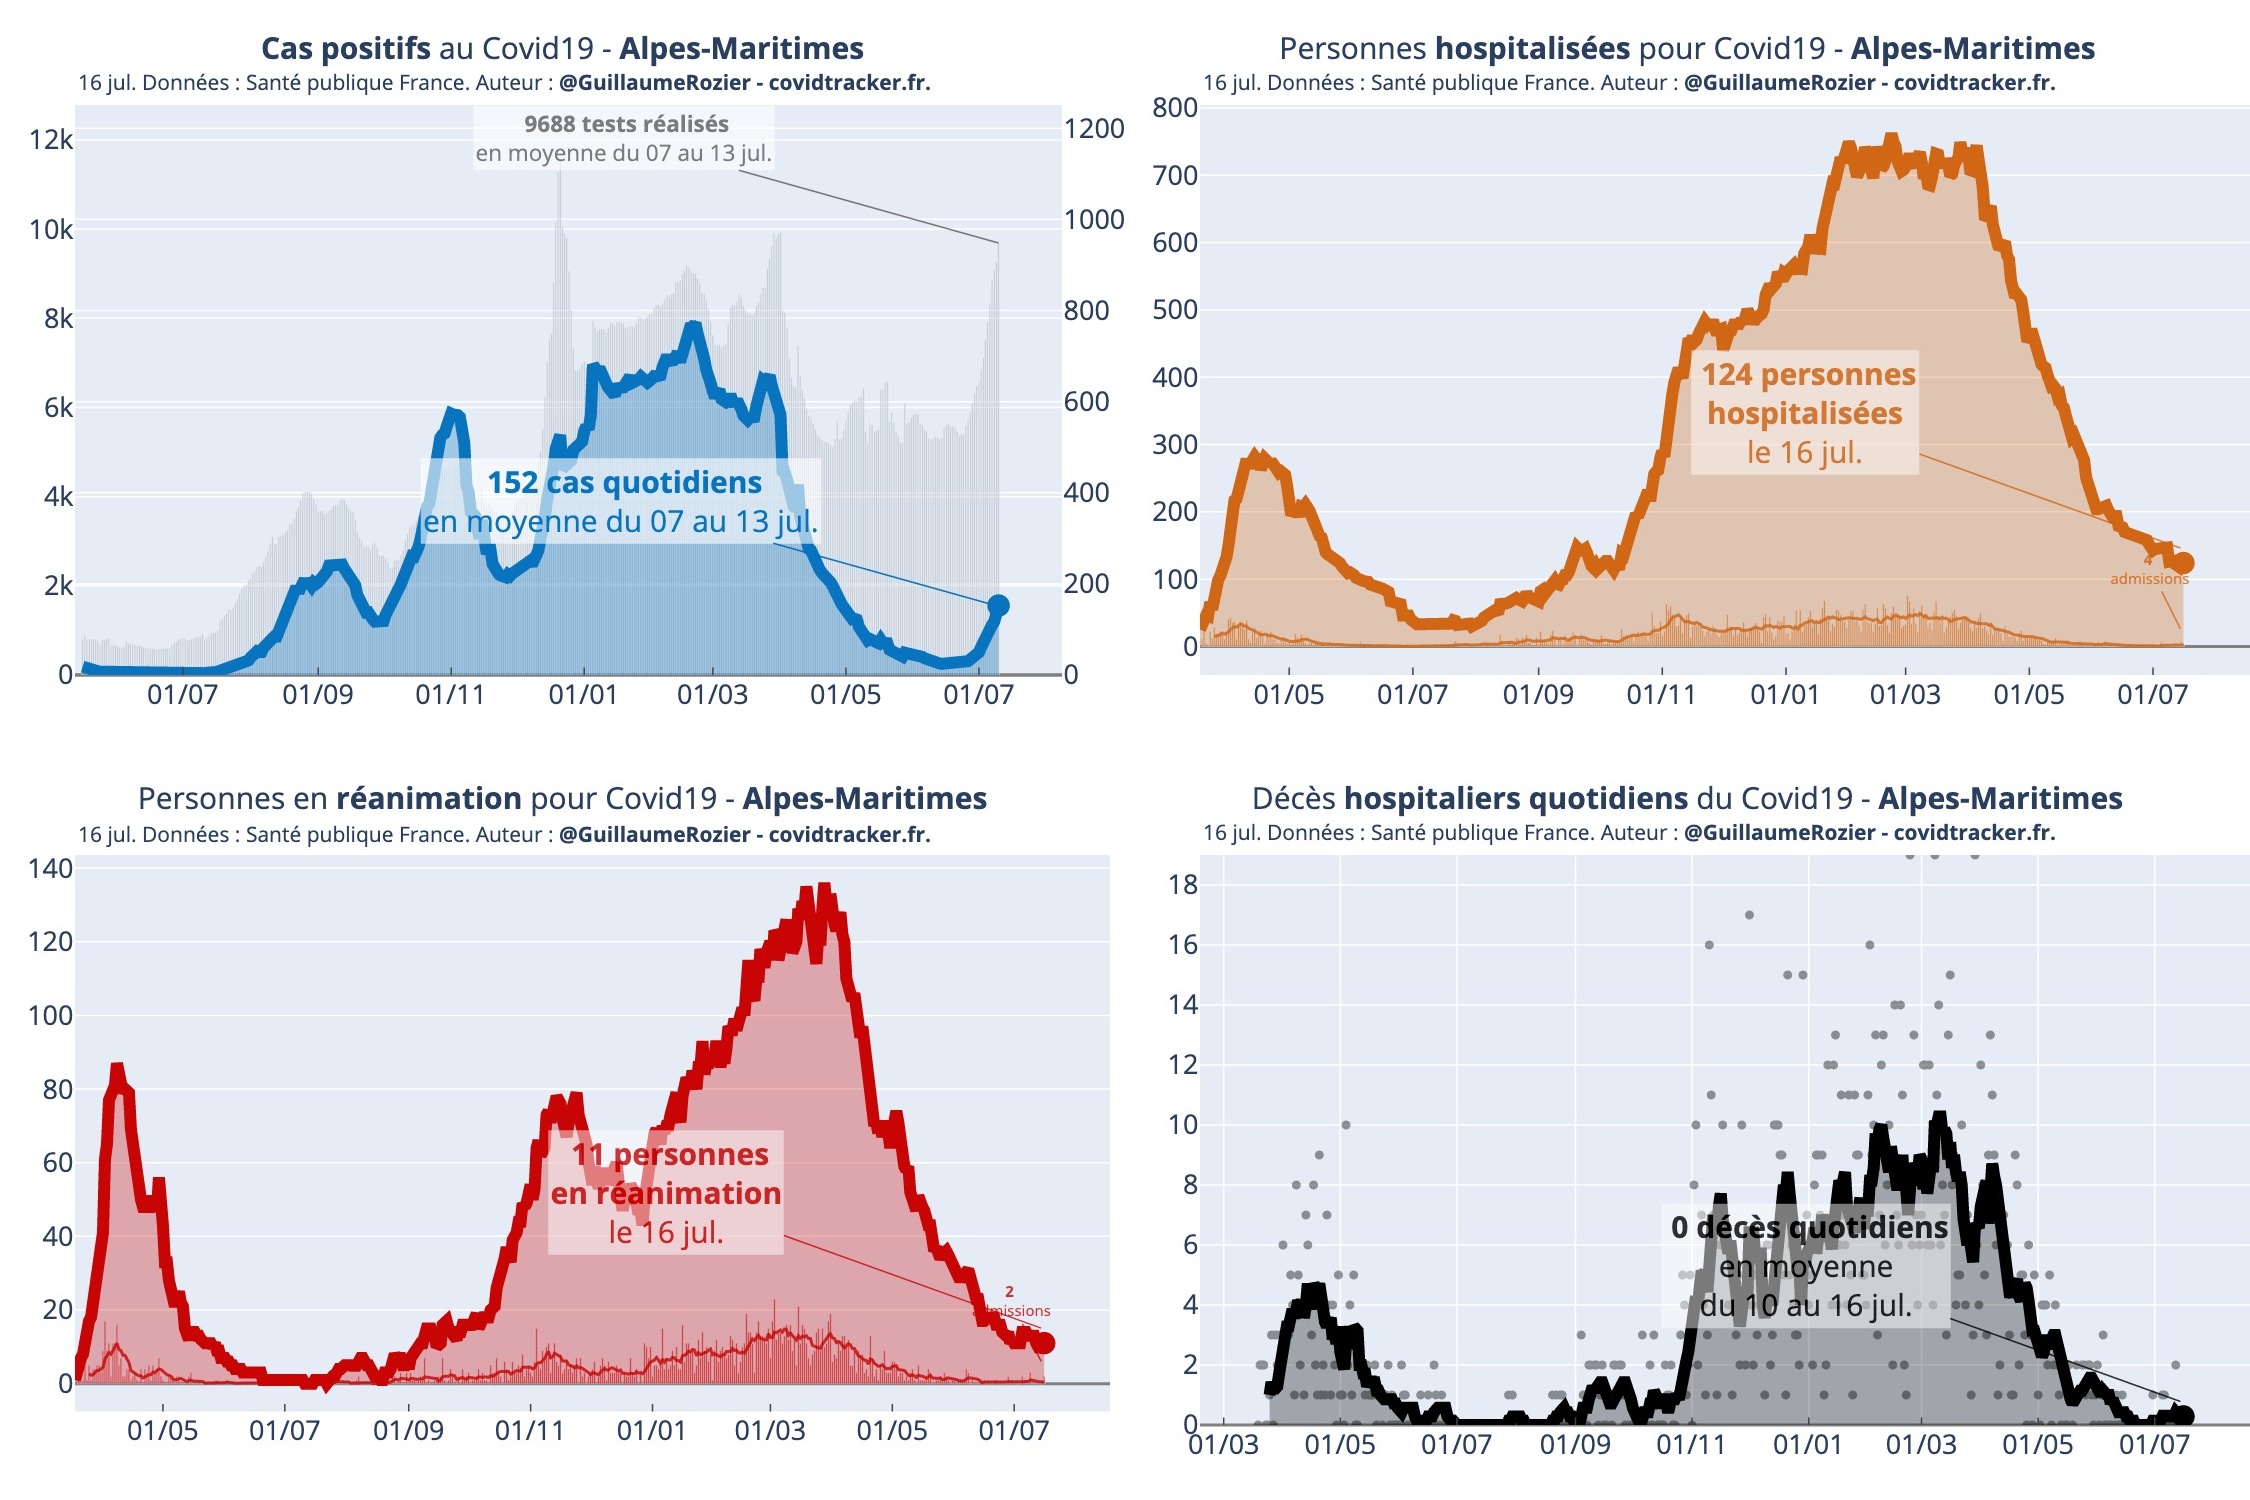 Cas positifs au Covid19 - Alpes-Maritimes
16 jul. Données : Santé publique France. Auteur : @GuillaumeRozier - covidtracker.fr.
9688 tests réalisés
en moyenne du 07 au 13 jul.
152 cas quotidiens
en moyenne du 07 au 13 jul.
12k
10k
8k
6k
4k
2k
0
1200
1000
800
600
400
200
0
01/07 01/09 01/11 01/01 01/03 01/05 01/07
Personnes hospitalisées pour Covid19 - Alpes-Maritimes
16 jul. Données : Santé publique France. Auteur : @GuillaumeRozier - covidtracker.fr.
800
700
600
500
400
300
200
100
0
124 personnes
hospitalisées
le 16 jul.
4
admissions
01/05 01/07 01/09 01/11 01/01 01/03 01/05 01/07
Personnes en réanimation pour Covid19 - Alpes-Maritimes
16 jul. Données : Santé publique France. Auteur : @GuillaumeRozier - covidtracker.fr.
140
120
100
80
60
40
20
0
11 personnes
en réanimation
le 16 jul.
2
admissions
01/05 01/07 01/09 01/11 01/01 01/03 01/05 01/07
Décès hospitaliers quotidiens du Covid19 - Alpes-Maritimes
16 jul. Données : Santé publique France. Auteur : @GuillaumeRozier - covidtracker.fr.
18
16
14
12
10
8
6
4
2
0
0 décès quotidiens
en moyenne
du 10 au 16 jul.
01/03 01/05 01/07 01/09 01/11 01/01 01/03 01/05 01/07